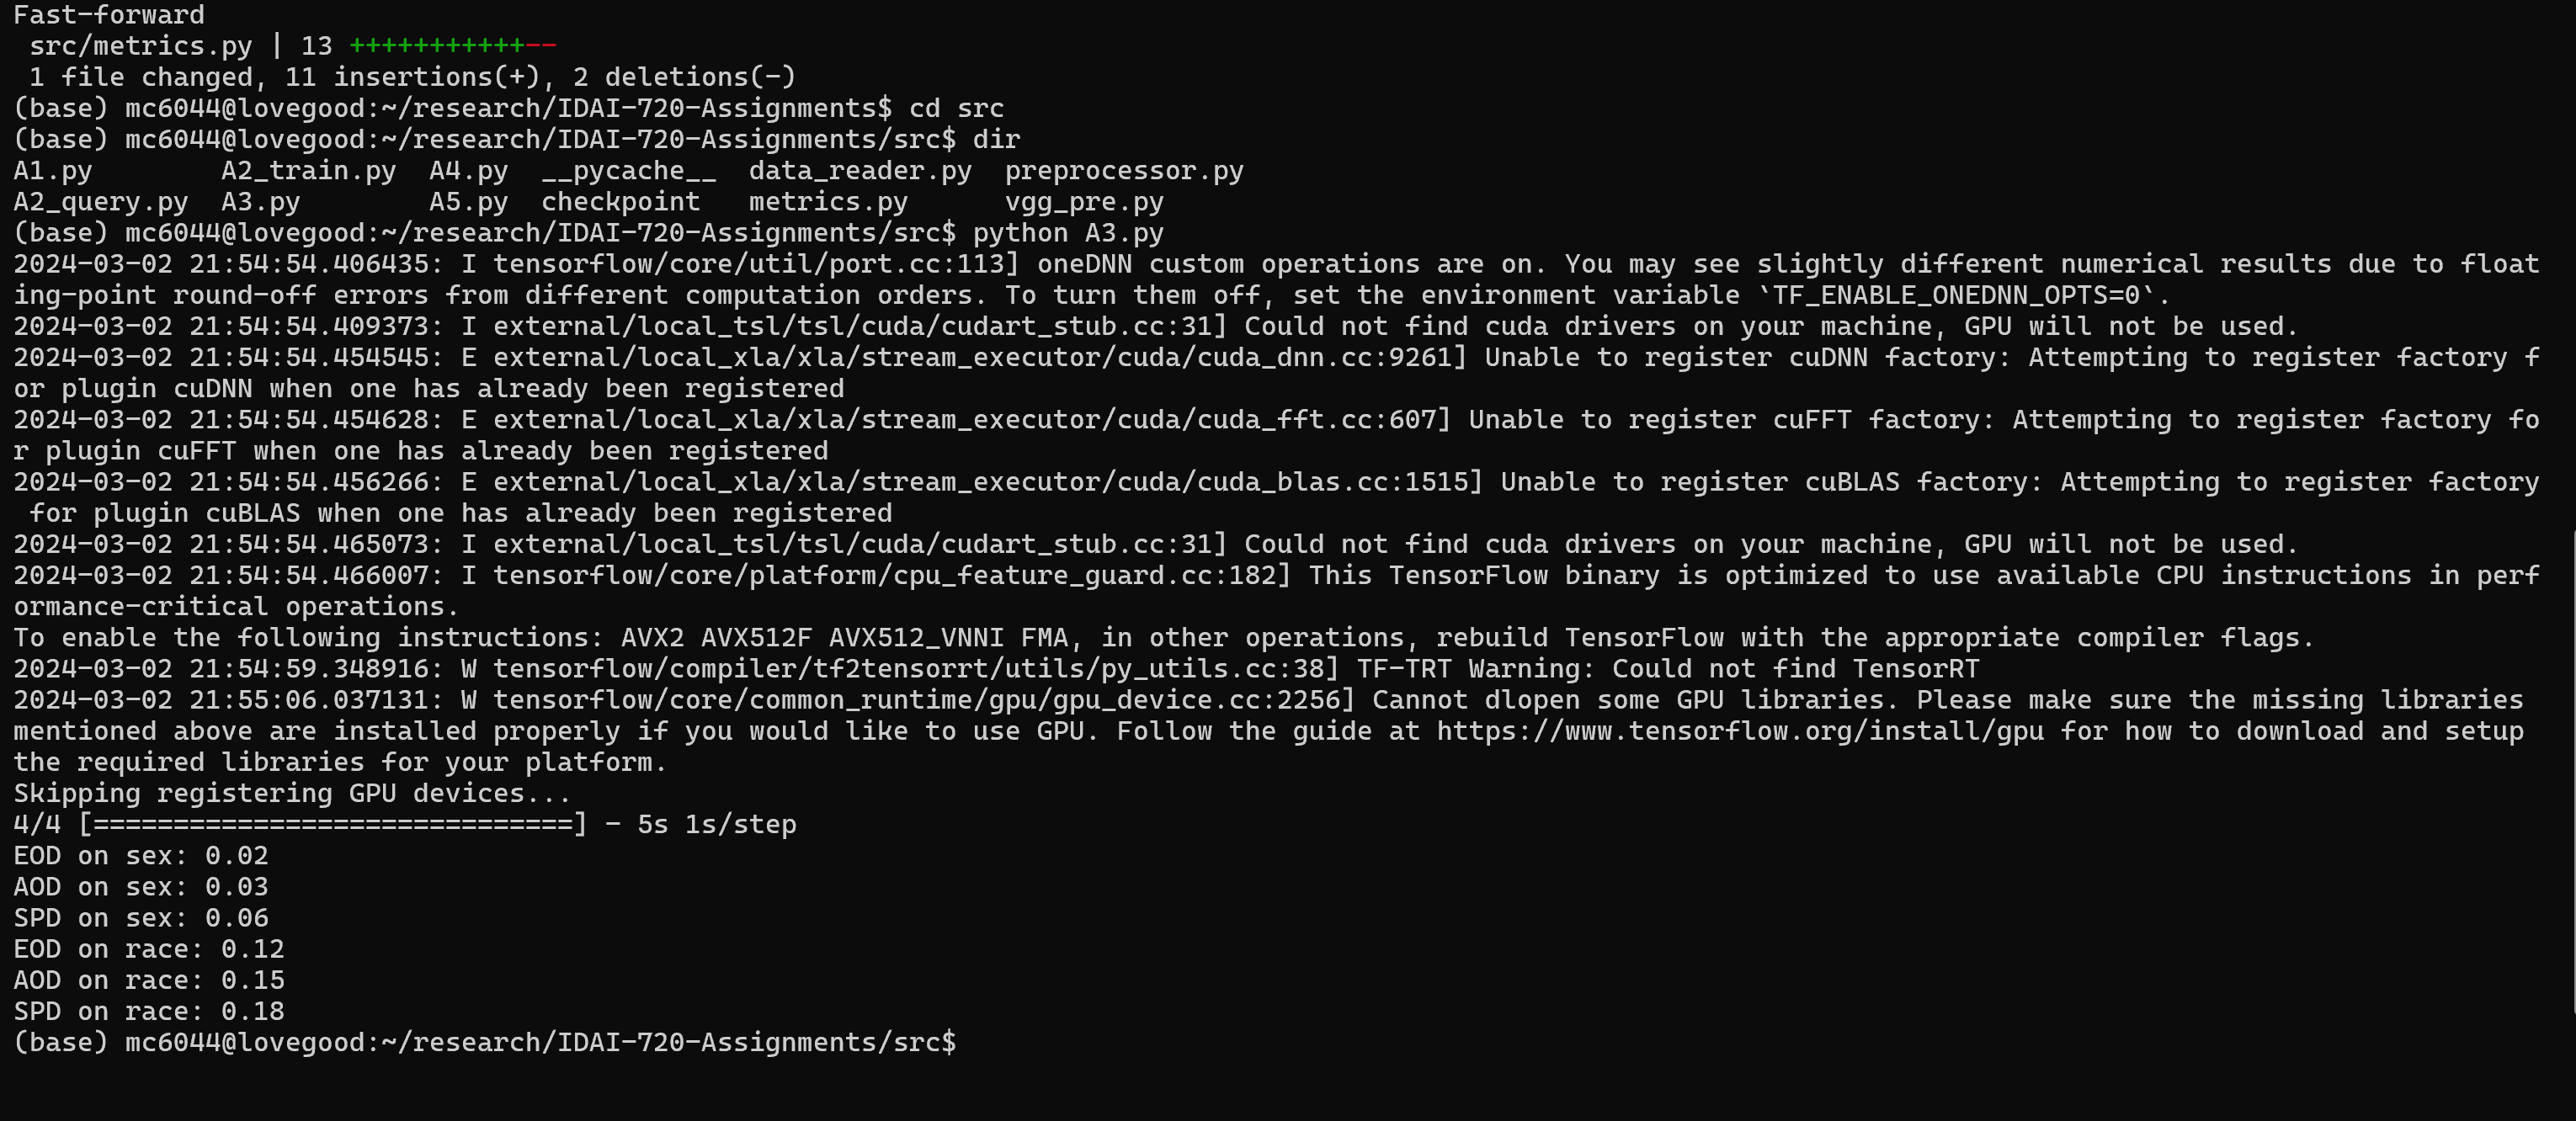 Fast-forward
 src/metrics.py | 13 +++++++++++--
 1 file changed, 11 insertions(+), 2 deletions(-)
(base) mc6044@lovegood:~/research/IDAI-720-Assignments$ cd src
(base) mc6044@lovegood:~/research/IDAI-720-Assignments/src$ dir
A1.py        A2_train.py  A4.py  __pycache__  data_reader.py  preprocessor.py
A2_query.py  A3.py        A5.py  checkpoint   metrics.py      vgg_pre.py
(base) mc6044@lovegood:~/research/IDAI-720-Assignments/src$ python A3.py
2024-03-02 21:54:54.406435: I tensorflow/core/util/port.cc:113] oneDNN custom operations are on. You may see slightly different numerical results due to float
ing-point round-off errors from different computation orders. To turn them off, set the environment variable `TF_ENABLE_ONEDNN_OPTS=0`.
2024-03-02 21:54:54.409373: I external/local_tsl/tsl/cuda/cudart_stub.cc:31] Could not find cuda drivers on your machine, GPU will not be used.
2024-03-02 21:54:54.454545: E external/local_xla/xla/stream_executor/cuda/cuda_dnn.cc:9261] Unable to register cuDNN factory: Attempting to register factory f
or plugin cuDNN when one has already been registered
2024-03-02 21:54:54.454628: E external/local_xla/xla/stream_executor/cuda/cuda_fft.cc:607] Unable to register cuFFT factory: Attempting to register factory fo
r plugin cuFFT when one has already been registered
2024-03-02 21:54:54.456266: E external/local_xla/xla/stream_executor/cuda/cuda_blas.cc:1515] Unable to register cuBLAS factory: Attempting to register factory
 for plugin cuBLAS when one has already been registered
2024-03-02 21:54:54.465073: I external/local_tsl/tsl/cuda/cudart_stub.cc:31] Could not find cuda drivers on your machine, GPU will not be used.
2024-03-02 21:54:54.466007: I tensorflow/core/platform/cpu_feature_guard.cc:182] This TensorFlow binary is optimized to use available CPU instructions in perf
ormance-critical operations.
To enable the following instructions: AVX2 AVX512F AVX512_VNNI FMA, in other operations, rebuild TensorFlow with the appropriate compiler flags.
2024-03-02 21:54:59.348916: W tensorflow/compiler/tf2tensorrt/utils/py_utils.cc:38] TF-TRT Warning: Could not find TensorRT
2024-03-02 21:55:06.037131: W tensorflow/core/common_runtime/gpu/gpu_device.cc:2256] Cannot dlopen some GPU libraries. Please make sure the missing libraries
mentioned above are installed properly if you would like to use GPU. Follow the guide at https://www.tensorflow.org/install/gpu for how to download and setup
the required libraries for your platform.
Skipping registering GPU devices...
4/4 [==============================] - 5s 1s/step
EOD on sex: 0.02
AOD on sex: 0.03
SPD on sex: 0.06
EOD on race: 0.12
AOD on race: 0.15
SPD on race: 0.18
(base) mc6044@lovegood:~/research/IDAI-720-Assignments/src$